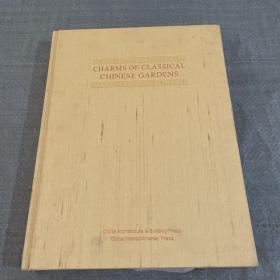 CHARMS OF CLASSICAL
CHINESE GARDENS
China Architecture & Building Press
China Intercontinental Press